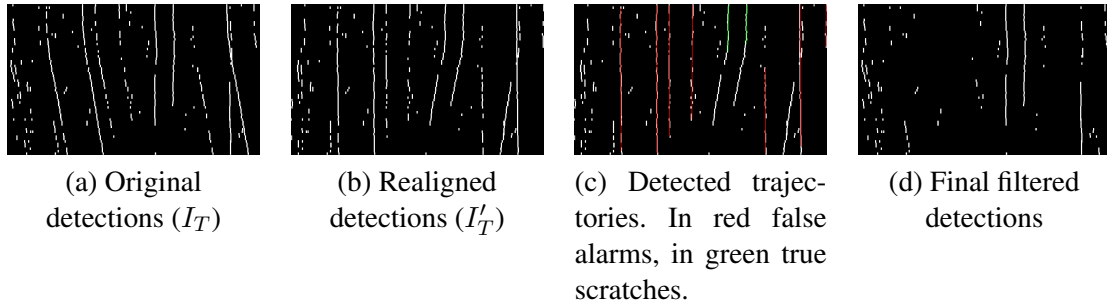 (a) Original
detections (I_T)
(b) Realigned
detections (I'_T)
(c) Detected trajec-
tories. In red false
alarms, in green true
scratches.
(d) Final filtered
detections